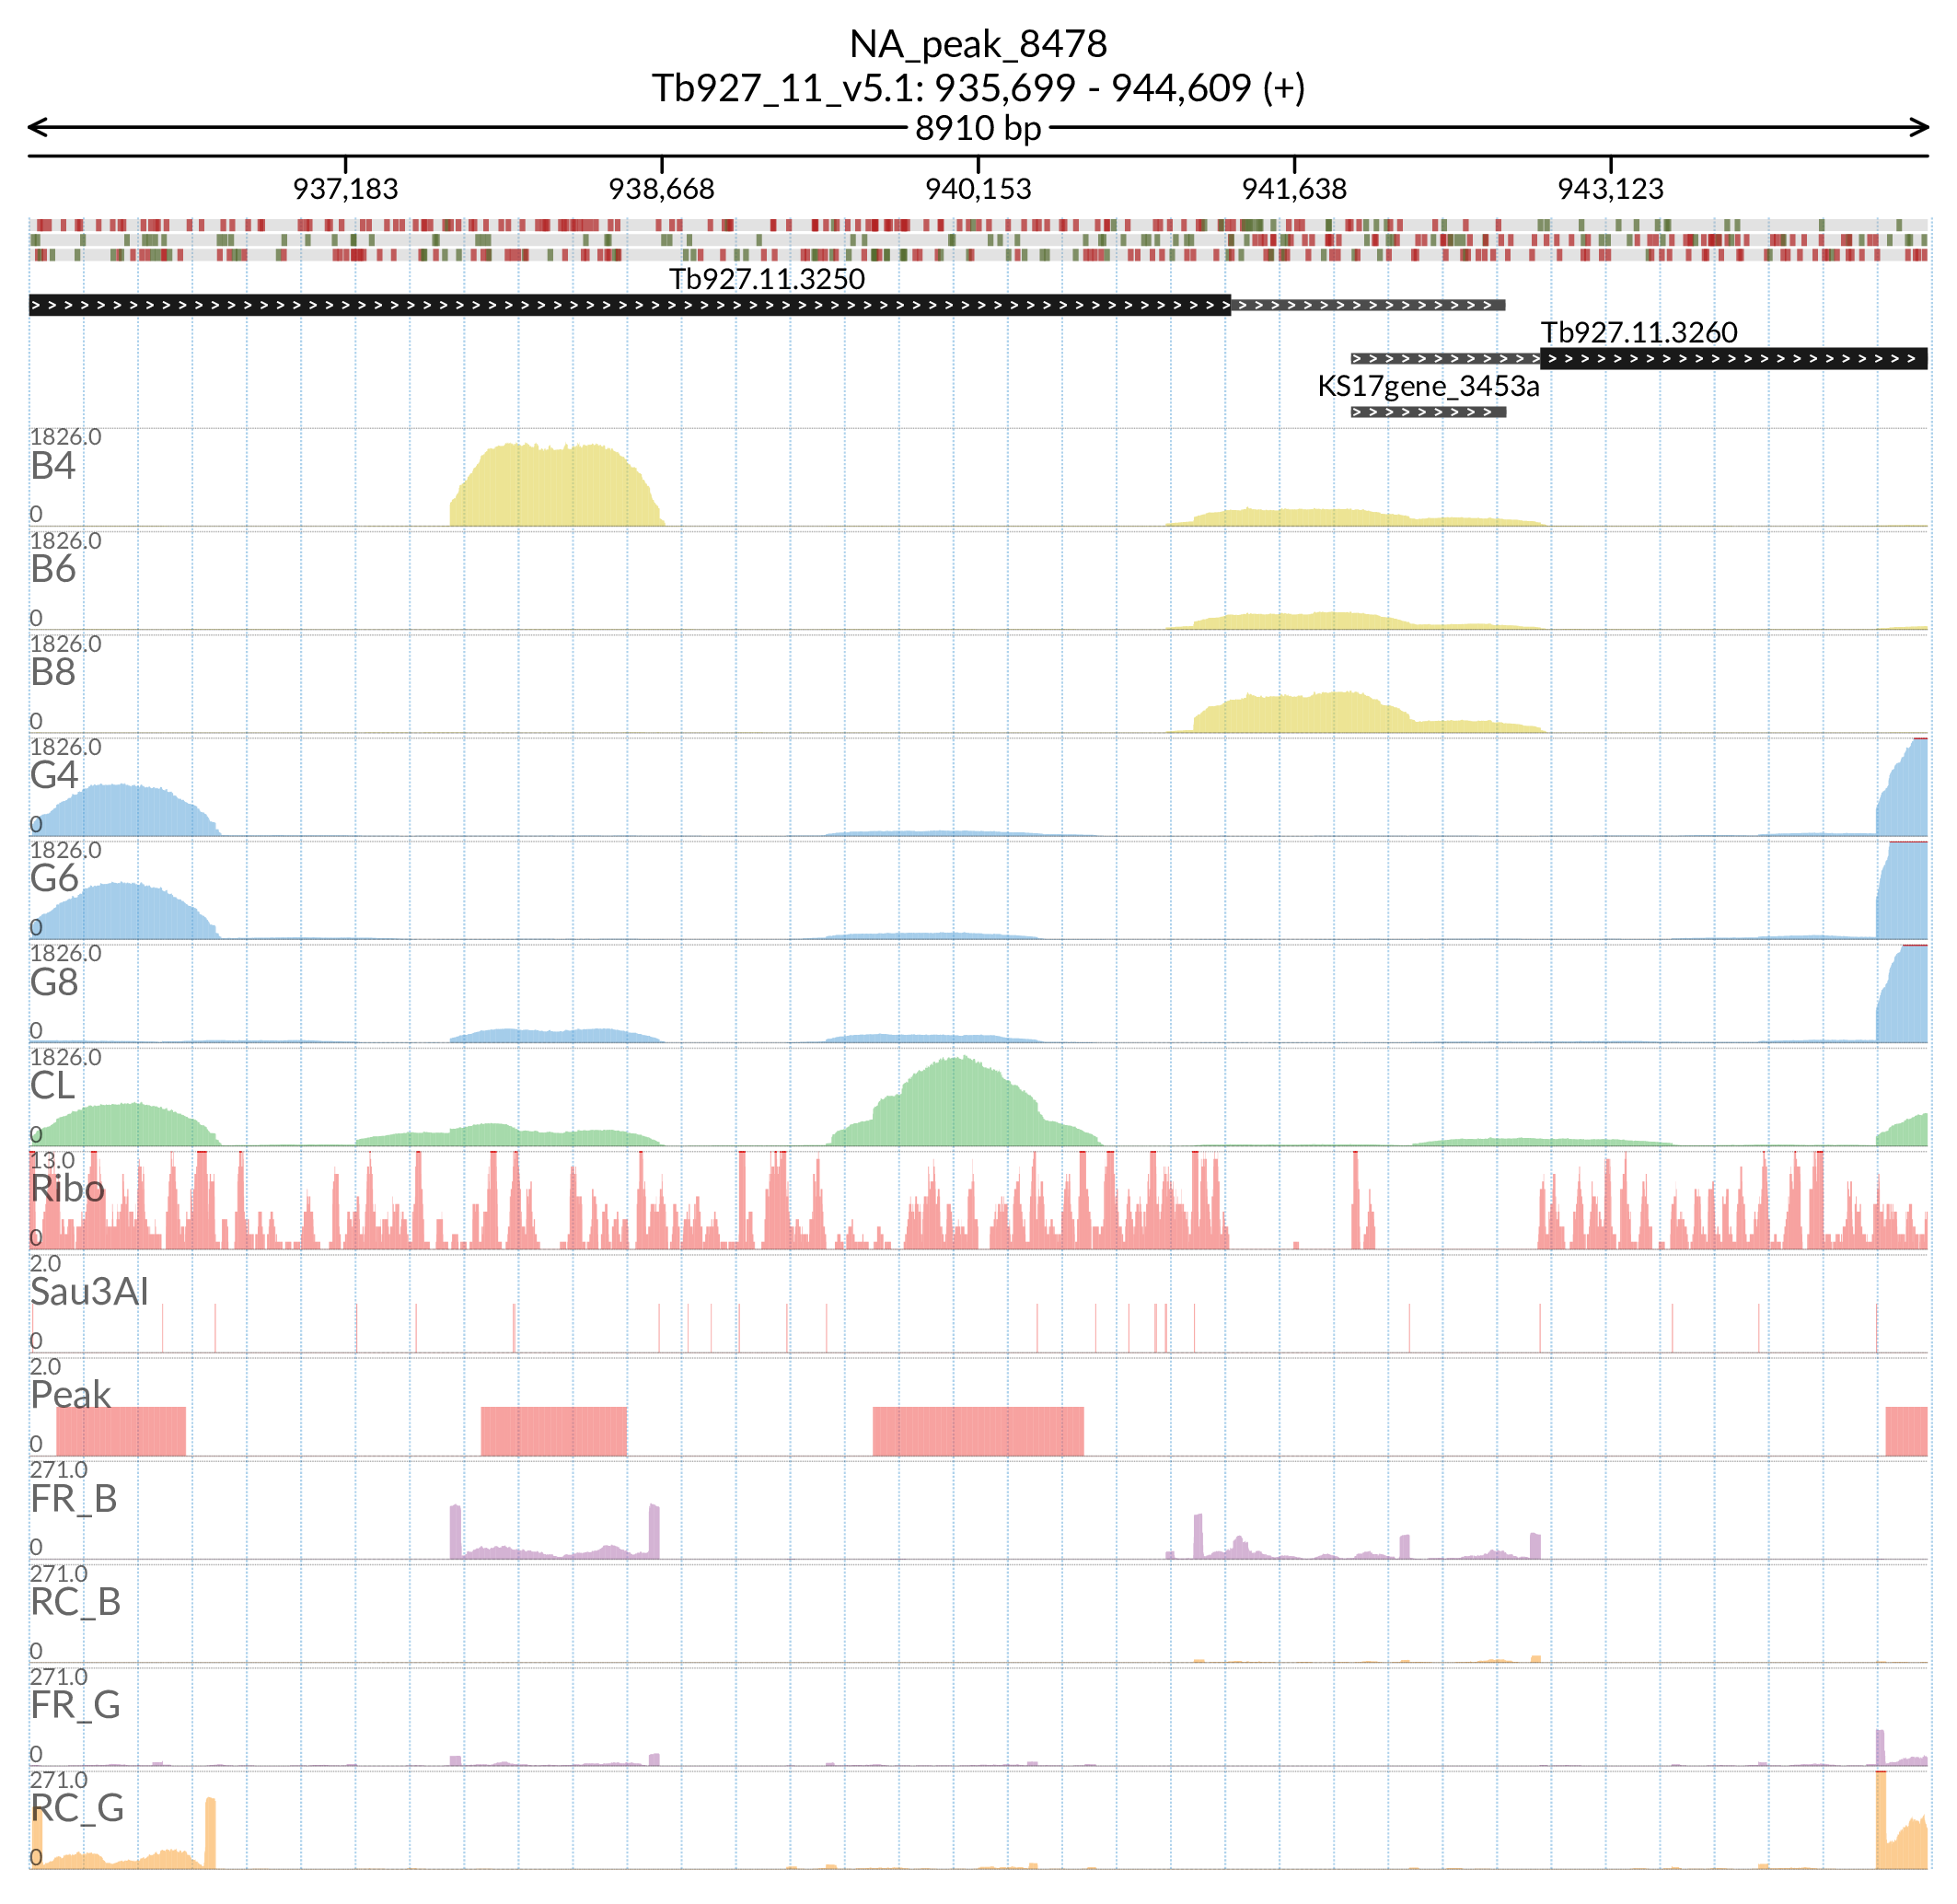 NA_peak_8478
Tb927_11_v5.1: 935,699 - 944,609 (+)
8910 bp
937,183 938,668 940,153 941,638 943,123
Tb927.11.3250
Tb927.11.3260
KS17gene_3453a
1826.0
B4
0
1826.0
B6
0
1826.0
B8
0
1826.0
G4
0
1826.0
G6
0
1826.0
G8
0
1826.0
CL
0
13.0
Ribo
0
2.0
Sau3AI
0
2.0
Peak
0
271.0
FR_B
0
271.0
RC_B
0
271.0
FR_G
0
271.0
RC_G
0